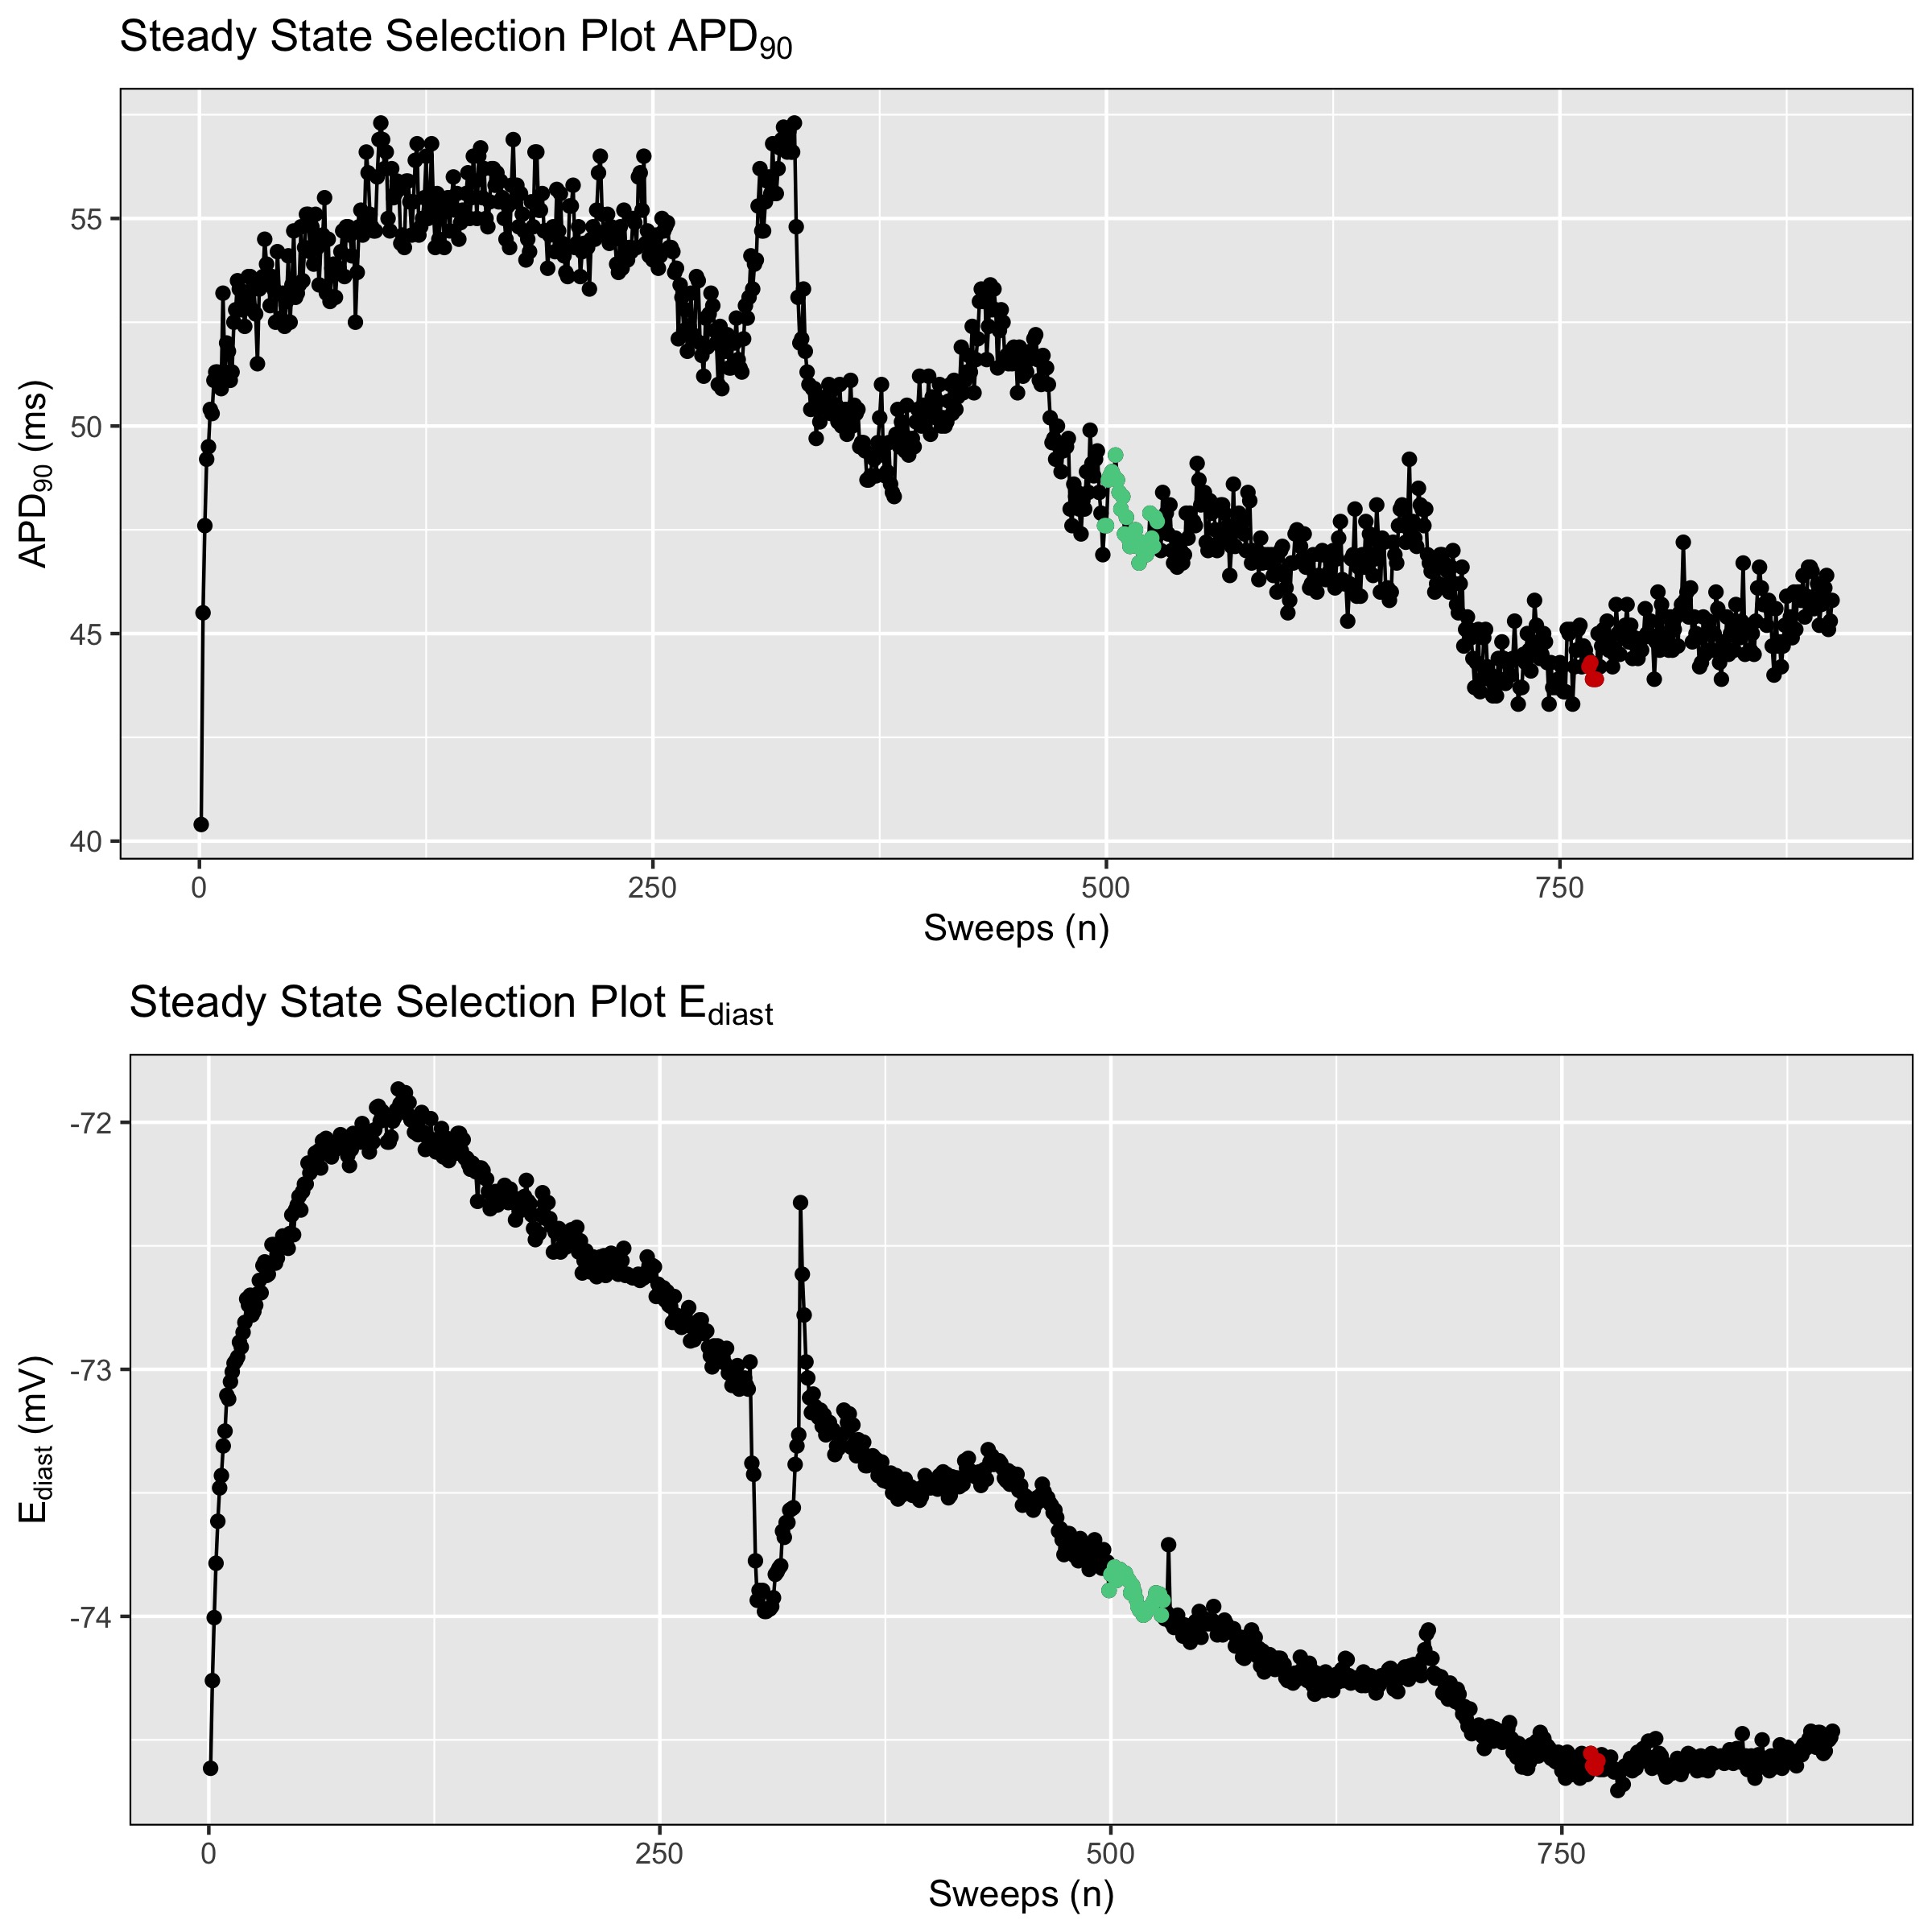 Steady State Selection Plot APD90
55
50
45
40
APD90 (ms)
0 250 500 750
Sweeps (n)
Steady State Selection Plot Ediast
-72
-73
-74
Ediast (mV)
0 250 500 750
Sweeps (n)